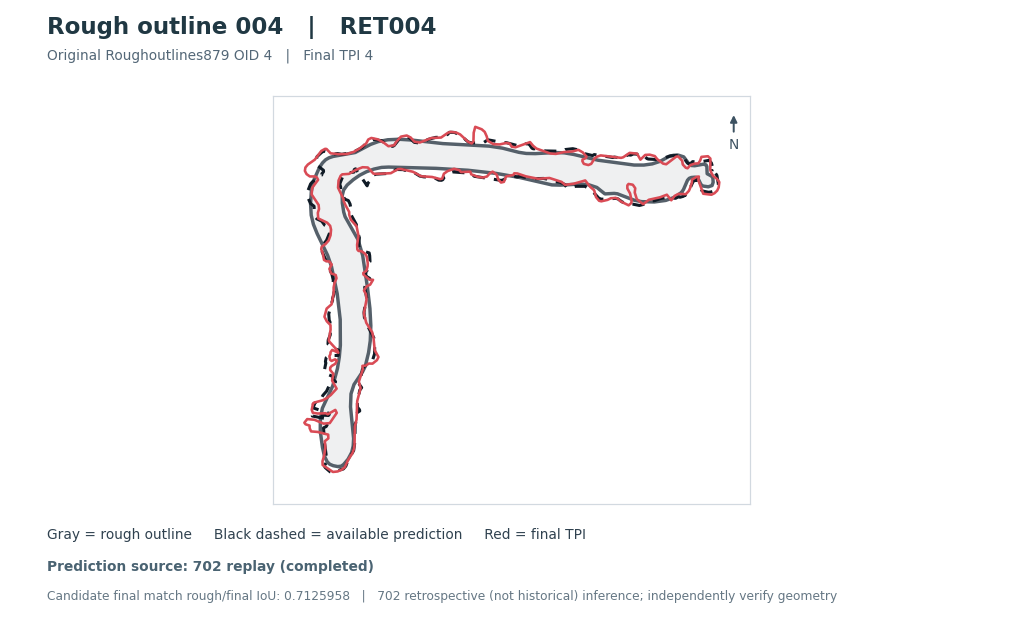 Rough outline 004   |   RET004
Original Roughoutlines879 OID 4   |   Final TPI 4
N
Gray = rough outline     Black dashed = available prediction     Red = final TPI
Prediction source: 702 replay (completed)
Candidate final match rough/final IoU: 0.7125958   |   702 retrospective (not historical) inference; independently verify geometry